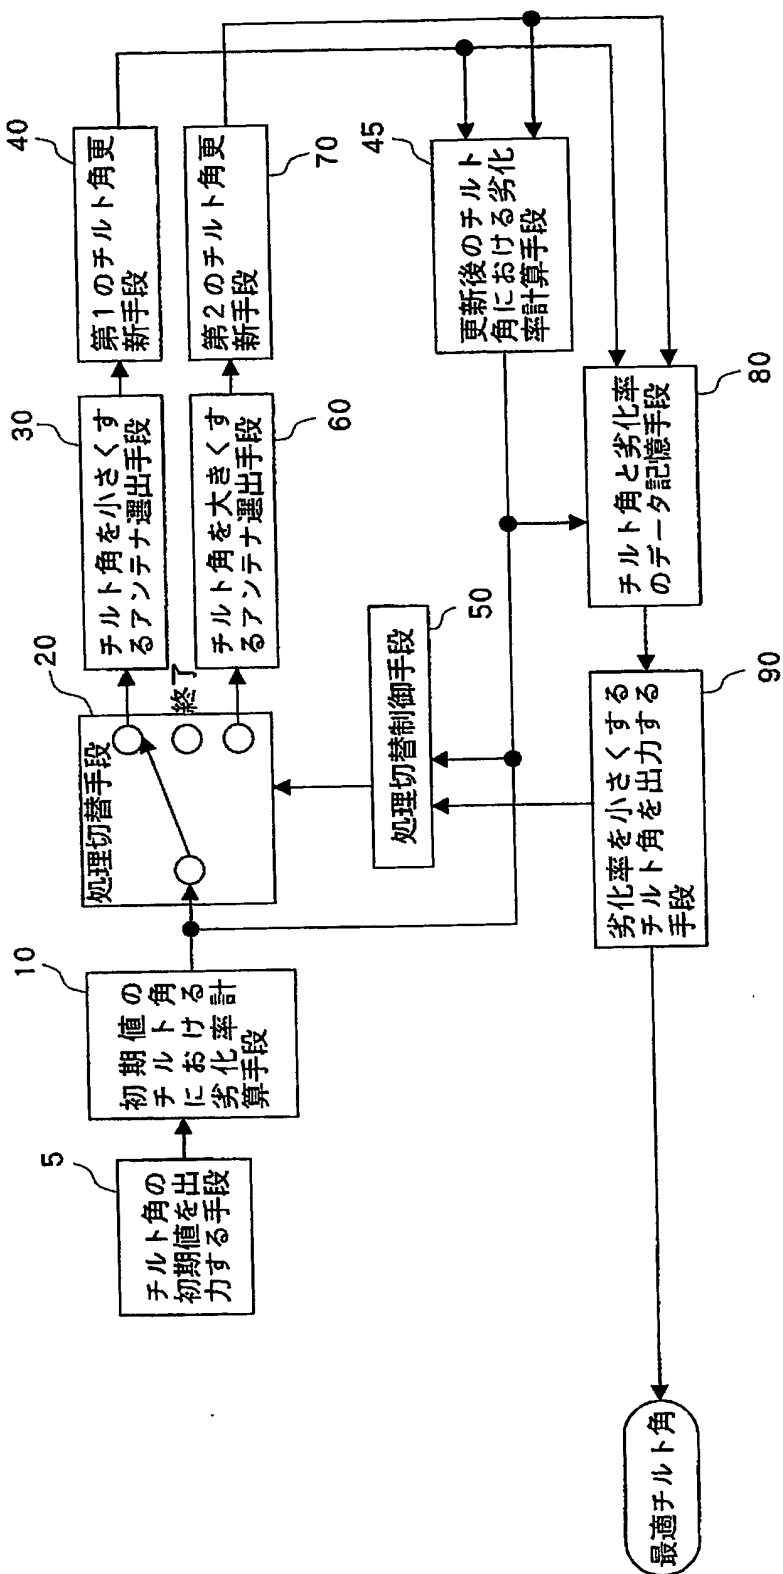 5
チルト角の
初期値を出
力する手段
10
初期値の
チルト角
における
劣化率計
算手段
20
処理切替手段
終了
30
チルト角を小さくす
るアンテナ選出手段
40
第1のチルト角更
新手段
60
チルト角を大きくす
るアンテナ選出手段
70
第2のチルト角更
新手段
45
更新後のチルト
角における劣化
率計算手段
50
処理切替制御手段
80
チルト角と劣化率
のデータ記憶手段
90
劣化率を小さくする
チルト角を出力する
手段
最適チルト角